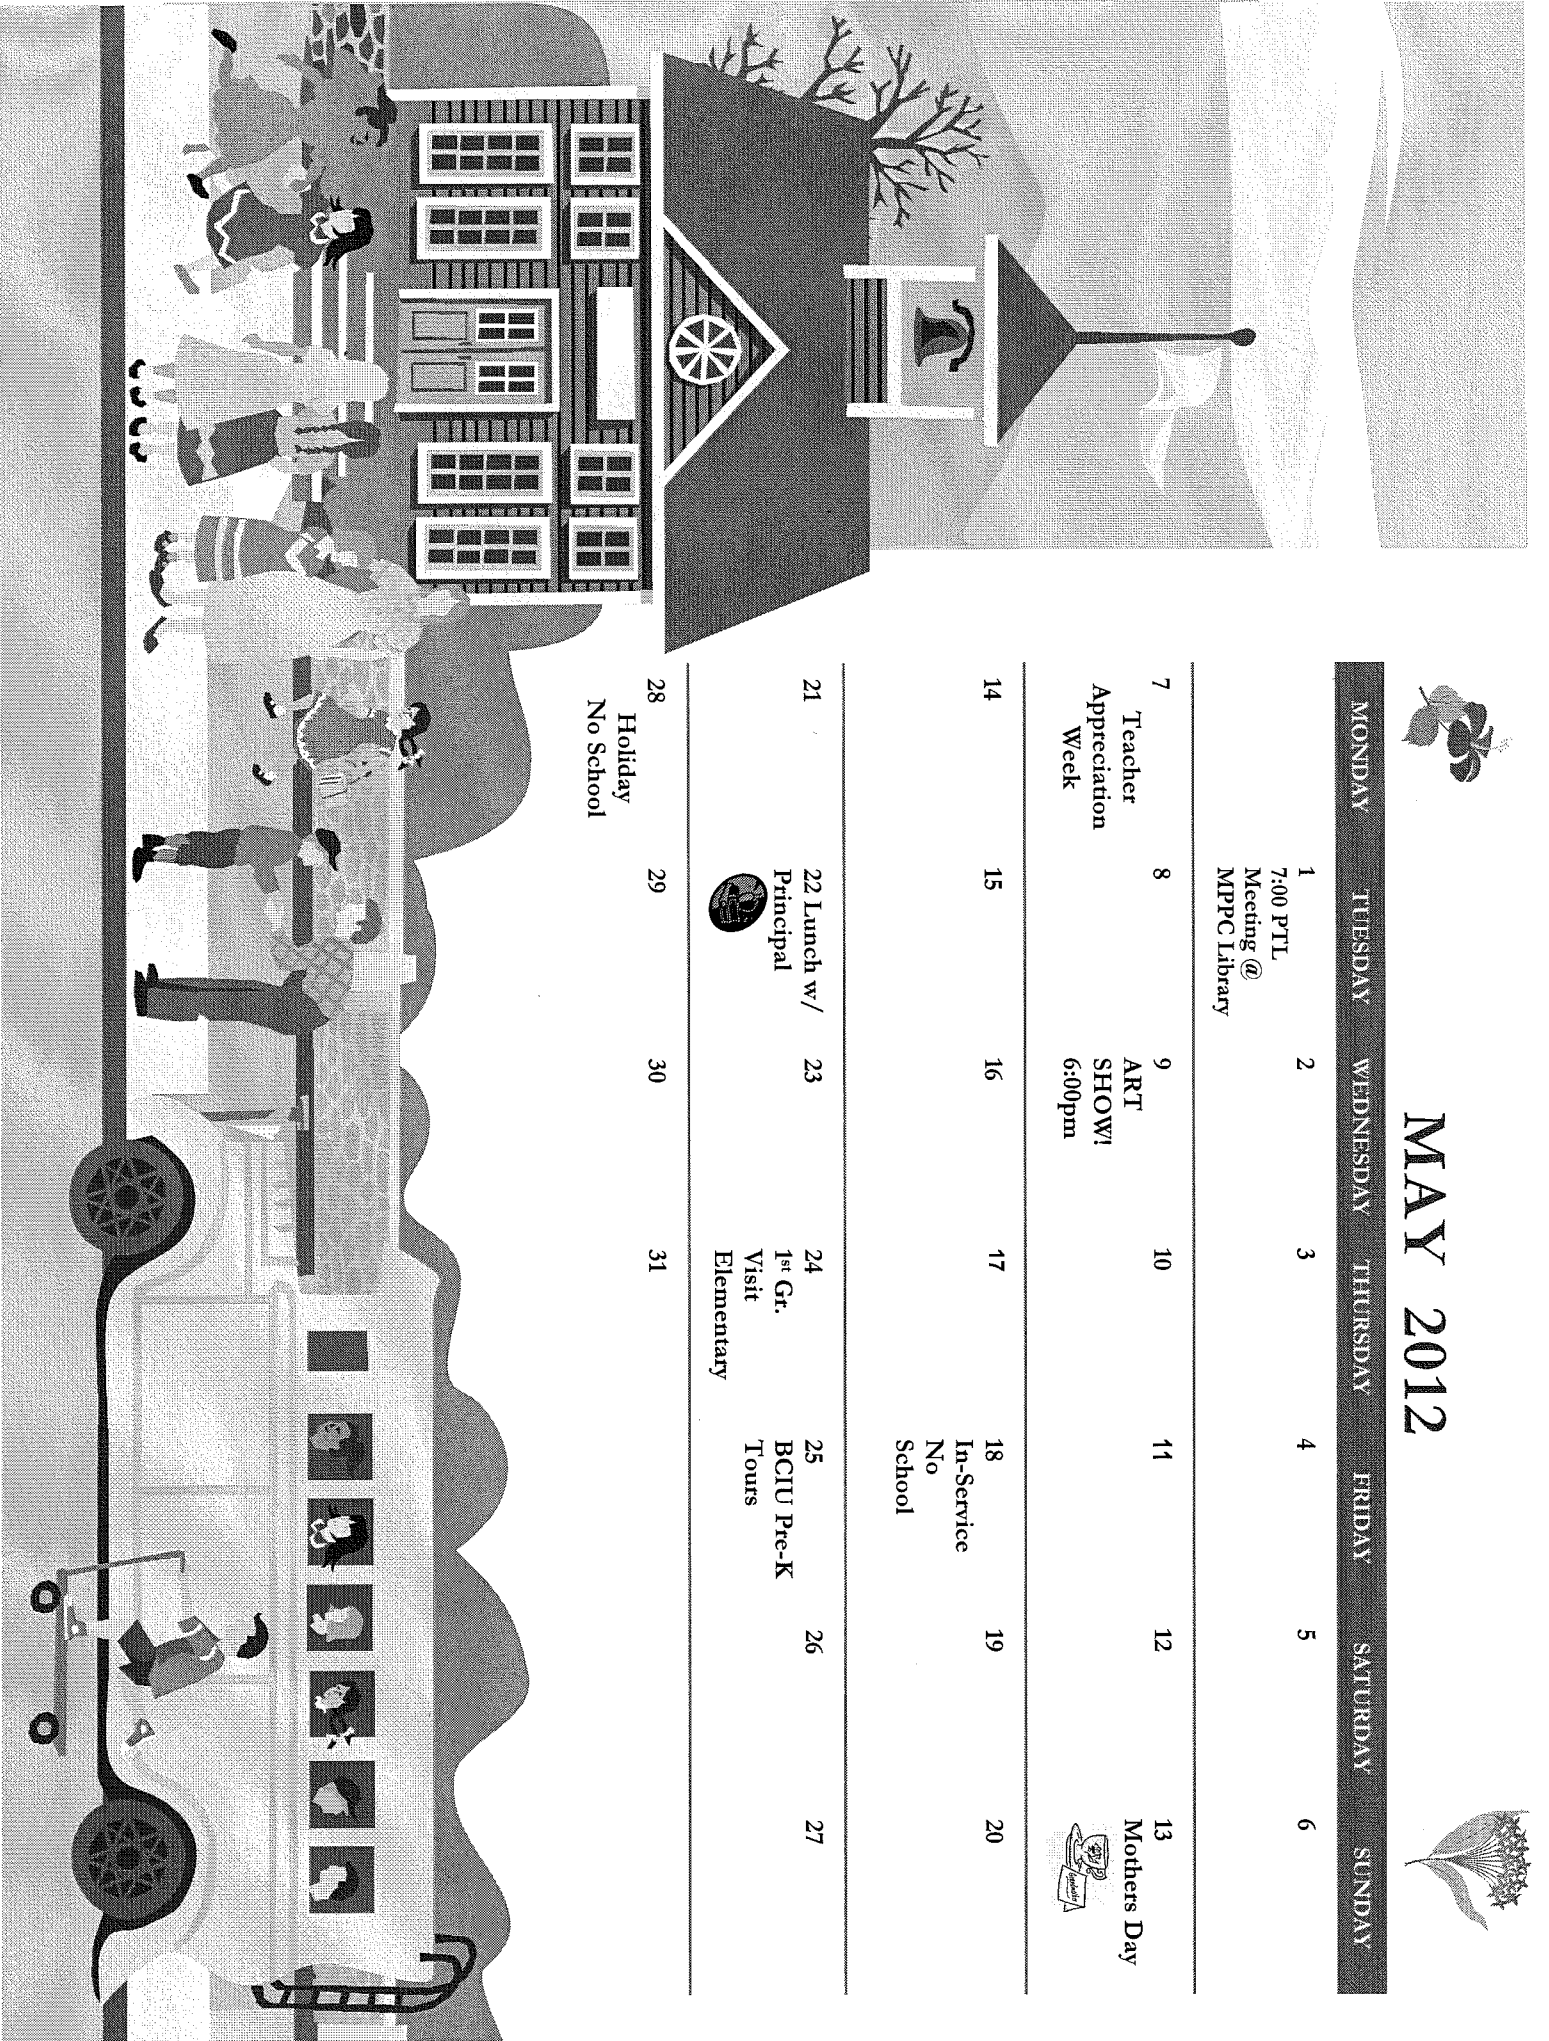 MAY 2012
MONDAY TUESDAY WEDNESDAY THURSDAY FRIDAY SATURDAY SUNDAY
1
7:00 PTL
Meeting @
MPPC Library
2
3
4
5
6
7
Teacher
Appreciation
Week
8
9
ART
SHOW!
6:00pm
10
11
12
13
Mothers Day
14
15
16
17
18
In-Service
No
School
19
20
21
22 Lunch w/
Principal
23
24
1st Gr.
Visit
Elementary
25
BCIU Pre-K
Tours
26
27
28
Holiday
No School
29
30
31